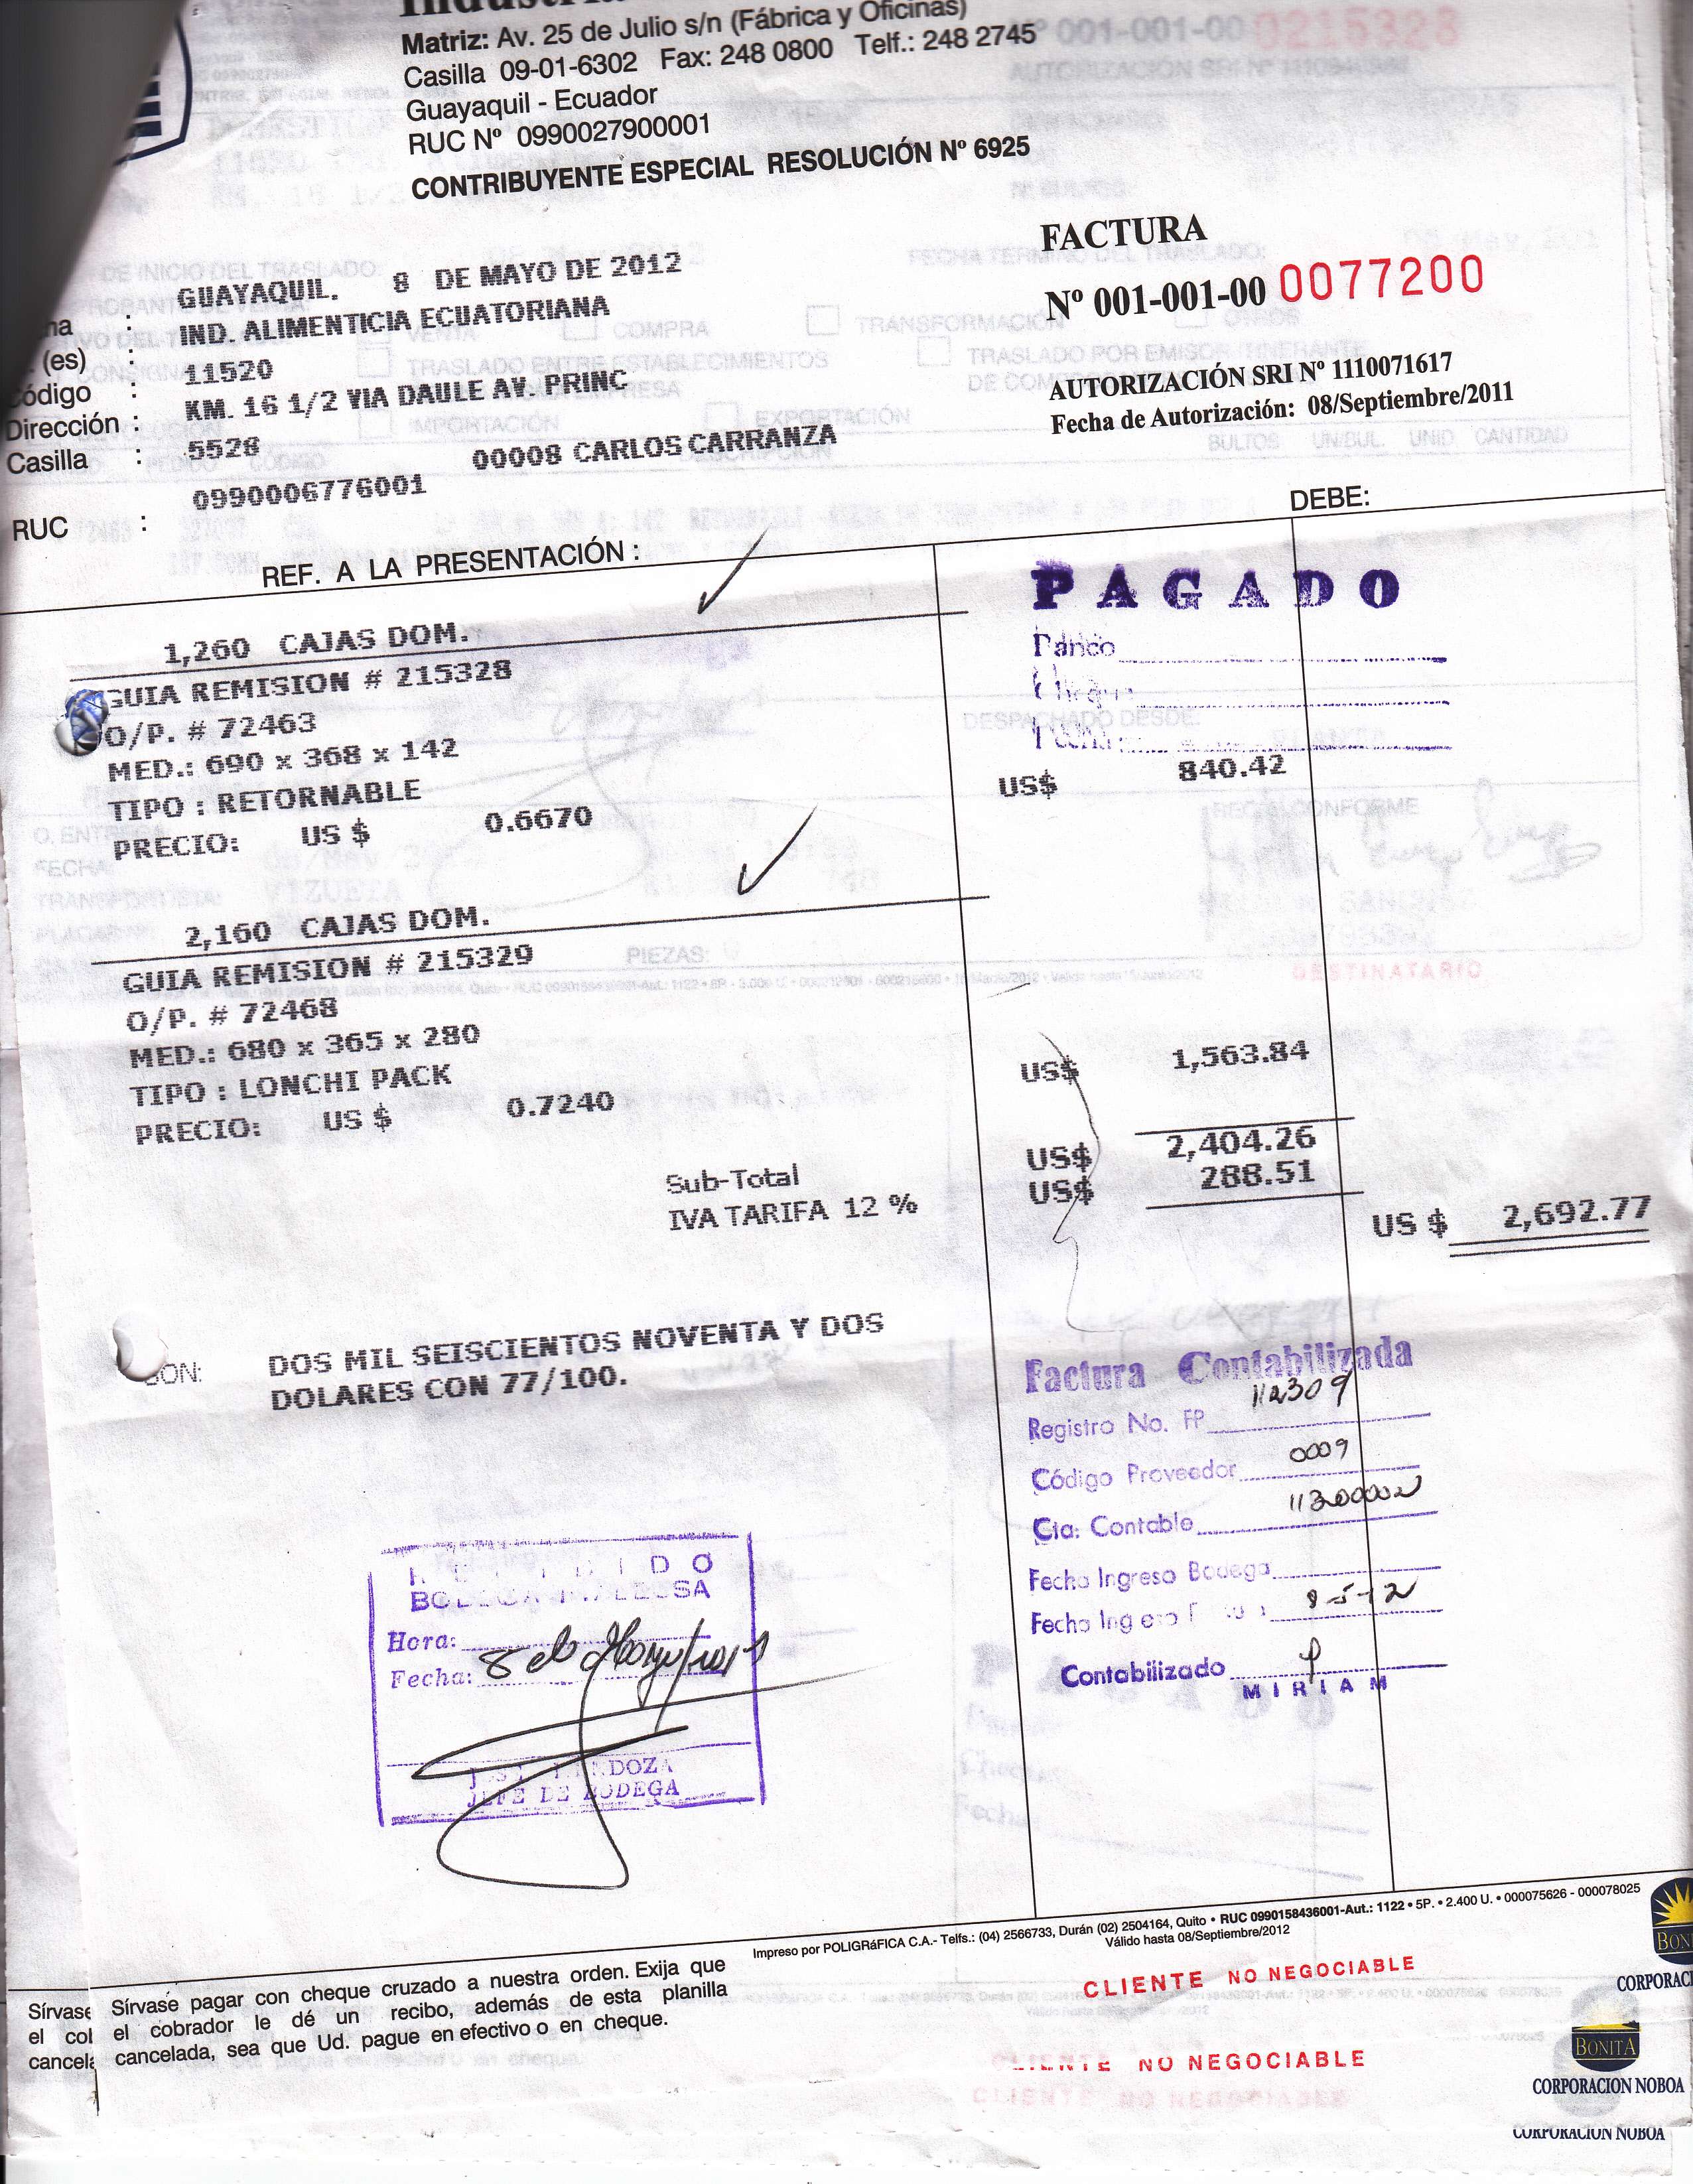 Matriz: Av. 25 de Julio s/n (Fábrica y Oficinas)
Casilla 09-01-6302 Fax: 248 0800 Telf.: 248 2745
Guayaquil - Ecuador
RUC Nº 0990027900001
CONTRIBUYENTE ESPECIAL RESOLUCIÓN Nº 6925
FACTURA
Nº 001-001-00 0077200
AUTORIZACIÓN SRI Nº 1110071617
Fecha de Autorización: 08/Septiembre/2011
GUAYAQUIL. 8 DE MAYO DE 2012
(es) : IND. ALIMENTICIA ECUATORIANA
Código : 11520
Dirección : KM. 16 1/2 VIA DAULE AV. PRINC
Casilla : 5528 00008 CARLOS CARRANZA
RUC : 0990006776001
DEBE:
REF. A LA PRESENTACIÓN :
PAGADO
Banco
Cheque
Fecha
1,260 CAJAS DOM.
GUIA REMISION # 215328
O/P. # 72463
MED.: 690 x 368 x 142
TIPO : RETORNABLE
PRECIO: US $ 0.6670
US$ 840.42
2,160 CAJAS DOM.
GUIA REMISION # 215329
O/P. # 72468
MED.: 680 x 365 x 280
TIPO : LONCHI PACK
PRECIO: US $ 0.7240
US$ 1,563.84
Sub-Total US$ 2,404.26
IVA TARIFA 12 % US$ 288.51
US $ 2,692.77
SON: DOS MIL SEISCIENTOS NOVENTA Y DOS
DOLARES CON 77/100.
Factura Contabilizada
Registro No. FP 112309
Código Proveedor 0009
Cta. Contable
Fecha Ingreso Bodega
Fecha Ingreso 8-5-12
Contabilizado
MIRIAM
RECIBIDO
BODEGA
Hora:
Fecha: 8 de Mayo/2012
MENDOZA
JEFE DE BODEGA
Impreso por POLIGRáFICA C.A.- Telfs.: (04) 2566733, Durán (02) 2504164, Quito • RUC 0990158436001-Aut.: 1122 • 5P. • 2.400 U. • 000075626 - 000078025
Válido hasta 08/Septiembre/2012
Sírvase pagar con cheque cruzado a nuestra orden. Exija que
el cobrador le dé un recibo, además de esta planilla
cancelada, sea que Ud. pague en efectivo o en cheque.
CLIENTE NO NEGOCIABLE
CLIENTE NO NEGOCIABLE
BONITA
CORPORACION NOBOA
CORPORACION NOBOA